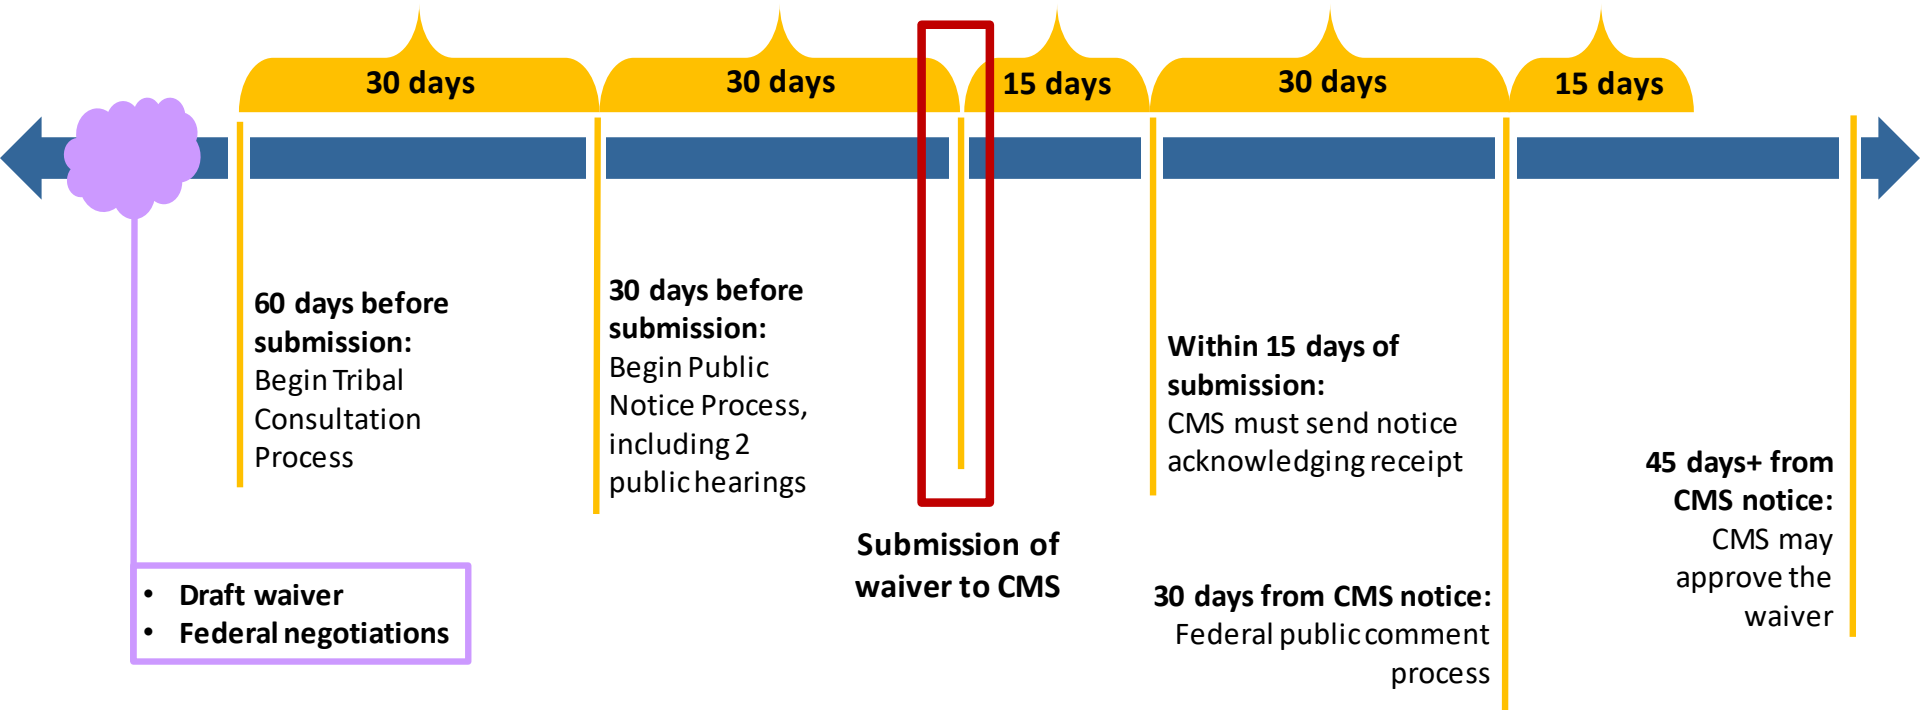 30 days
30 days
15 days
30 days
15 days
60 days before
submission:
Begin Tribal
Consultation
Process
30 days before
submission:
Begin Public
Notice Process,
including 2
public hearings
Submission of
waiver to CMS
Within 15 days of
submission:
CMS must send notice
acknowledging receipt
30 days from CMS notice:
Federal public comment
process
45 days+ from
CMS notice:
CMS may
approve the
waiver
• Draft waiver
• Federal negotiations